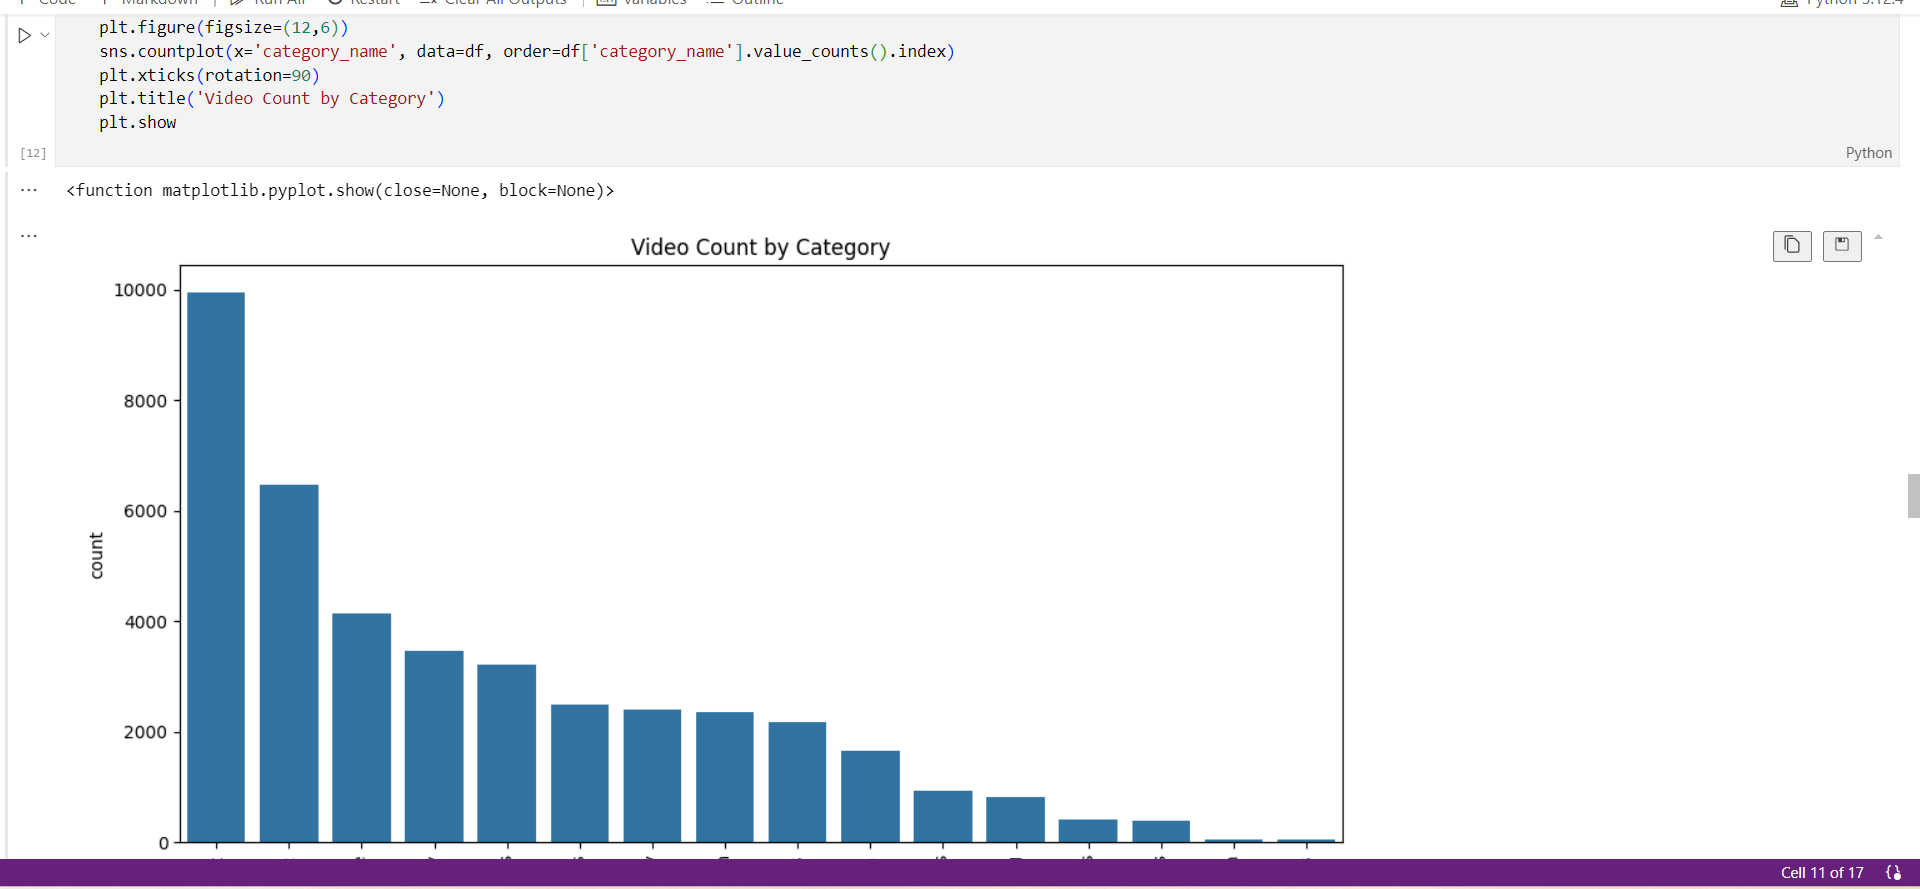 Code Markdown Run All Restart Clear All Outputs Variables Outline Python 3.12.4
plt.figure(figsize=(12,6))
sns.countplot(x='category_name', data=df, order=df['category_name'].value_counts().index)
plt.xticks(rotation=90)
plt.title('Video Count by Category')
plt.show
[12]
Python
... <function matplotlib.pyplot.show(close=None, block=None)>
...
Video Count by Category
10000
8000
6000
count
4000
2000
0
Cell 11 of 17